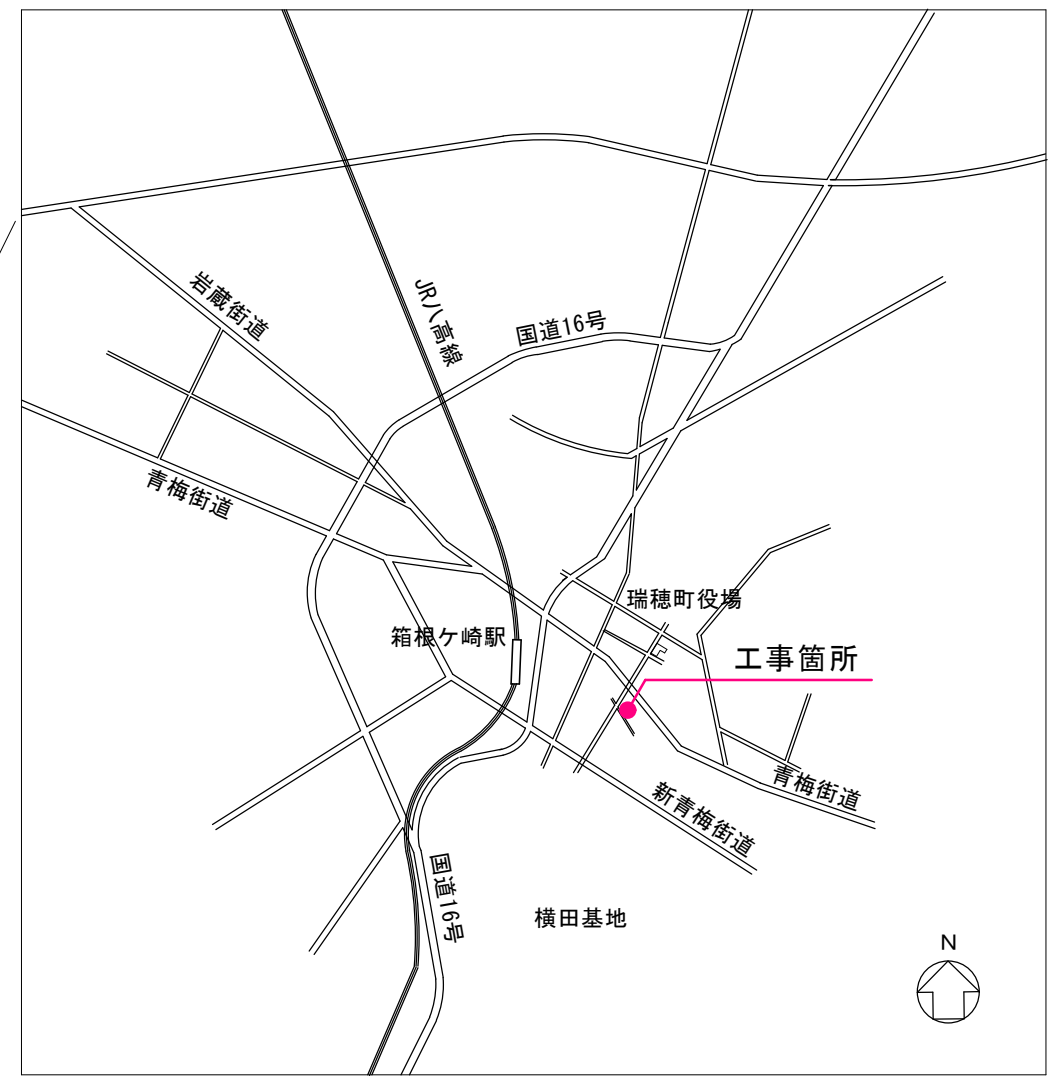 岩蔵街道
JR八高線
国道16号
青梅街道
瑞穂町役場
箱根ケ崎駅
工事箇所
青梅街道
新青梅街道
国道16号
横田基地
N